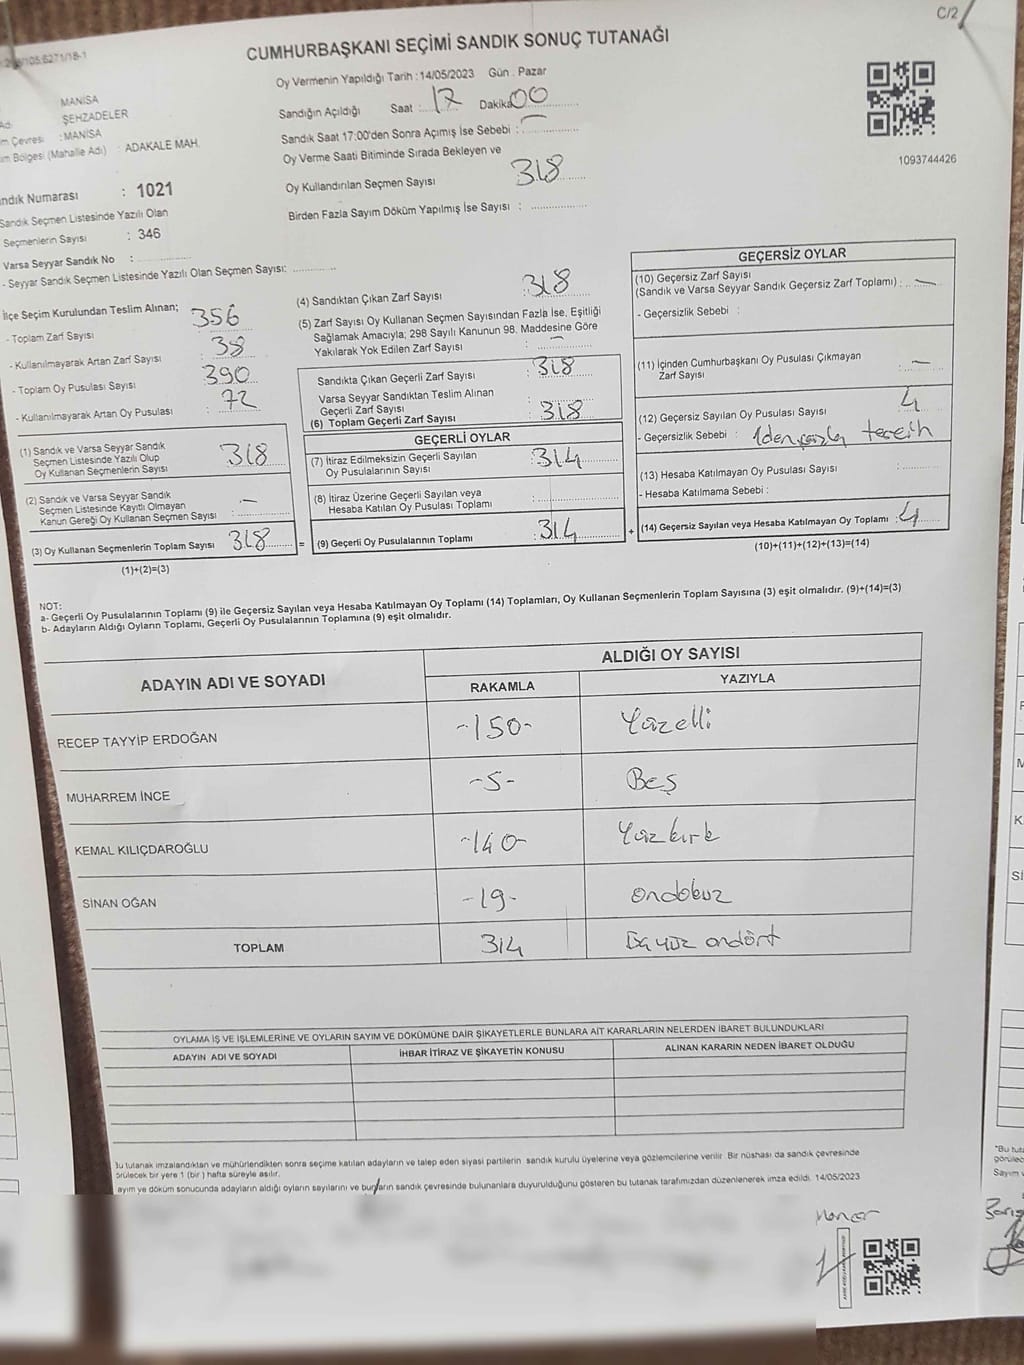 C/2
CUMHURBAŞKANI SEÇİMİ SANDIK SONUÇ TUTANAĞI
Oy Vermenin Yapıldığı Tarih : 14/05/2023 Gün : Pazar
Sandığın Açıldığı Saat : 17 Dakika 00
Sandık Saat 17:00'den Sonra Açımış İse Sebebi : —
Oy Verme Saati Bitiminde Sırada Bekleyen ve
Oy Kullandırılan Seçmen Sayısı 318
Birden Fazla Sayım Döküm Yapılmış İse Sayısı :
1093744426
MANİSA
ŞEHZADELER
m Çevresi : MANİSA
ım Bölgesi (Mahalle Adı) : ADAKALE MAH.
ndık Numarası : 1021
Sandık Seçmen Listesinde Yazılı Olan
Seçmenlerin Sayısı : 346
Varsa Seyyar Sandık No :
- Seyyar Sandık Seçmen Listesinde Yazılı Olan Seçmen Sayısı:
İlçe Seçim Kurulundan Teslim Alınan;
- Toplam Zarf Sayısı 356
- Kullanılmayarak Artan Zarf Sayısı 38
- Toplam Oy Pusulası Sayısı 390
- Kullanılmayarak Artan Oy Pusulası : 72
(1) Sandık ve Varsa Seyyar Sandık
Seçmen Listesinde Yazılı Olup
Oy Kullanan Seçmenlerin Sayısı 318
(2) Sandık ve Varsa Seyyar Sandık
Seçmen Listesinde Kayıtlı Olmayan
Kanun Gereği Oy Kullanan Seçmen Sayısı : —
(3) Oy Kullanan Seçmenlerin Toplam Sayısı 318 =
(1)+(2)=(3)
(4) Sandıktan Çıkan Zarf Sayısı : 318
(5) Zarf Sayısı Oy Kullanan Seçmen Sayısından Fazla İse, Eşitliği
Sağlamak Amacıyla; 298 Sayılı Kanunun 98. Maddesine Göre
Yakılarak Yok Edilen Zarf Sayısı : —
Sandıkta Çıkan Geçerli Zarf Sayısı : 318
Varsa Seyyar Sandıktan Teslim Alınan
Geçerli Zarf Sayısı :
(6) Toplam Geçerli Zarf Sayısı : 318
GEÇERLİ OYLAR
(7) İtiraz Edilmeksizin Geçerli Sayılan
Oy Pusulalarının Sayısı : 314
(8) İtiraz Üzerine Geçerli Sayılan veya
Hesaba Katılan Oy Pusulası Toplamı :
(9) Geçerli Oy Pusulalarının Toplamı : 314 +
GEÇERSİZ OYLAR
(10) Geçersiz Zarf Sayısı
(Sandık ve Varsa Seyyar Sandık Geçersiz Zarf Toplamı) : —
- Geçersizlik Sebebi :
(11) İçinden Cumhurbaşkanı Oy Pusulası Çıkmayan
Zarf Sayısı : —
(12) Geçersiz Sayılan Oy Pusulası Sayısı 4
- Geçersizlik Sebebi : 1den fazla tercih
(13) Hesaba Katılmayan Oy Pusulası Sayısı :
- Hesaba Katılmama Sebebi :
(14) Geçersiz Sayılan veya Hesaba Katılmayan Oy Toplamı : 4
(10)+(11)+(12)+(13)=(14)
NOT:
a- Geçerli Oy Pusulalarının Toplamı (9) ile Geçersiz Sayılan veya Hesaba Katılmayan Oy Toplamı (14) Toplamları, Oy Kullanan Seçmenlerin Toplam Sayısına (3) eşit olmalıdır. (9)+(14)=(3)
b- Adayların Aldığı Oyların Toplamı, Geçerli Oy Pusulalarının Toplamına (9) eşit olmalıdır.
ADAYIN ADI VE SOYADI ALDIĞI OY SAYISI
RAKAMLA YAZIYLA
RECEP TAYYİP ERDOĞAN -150- Yüzelli
MUHARREM İNCE -5- Beş
KEMAL KILIÇDAROĞLU -140- Yüzkırk
SİNAN OĞAN -19- ondokuz
TOPLAM 314 Üçyüz ondört
OYLAMA İŞ VE İŞLEMLERİNE VE OYLARIN SAYIM VE DÖKÜMÜNE DAİR ŞİKAYETLERLE BUNLARA AİT KARARLARIN NELERDEN İBARET BULUNDUKLARI
ADAYIN ADI VE SOYADI İHBAR İTİRAZ VE ŞİKAYETİN KONUSU ALINAN KARARIN NEDEN İBARET OLDUĞU
Bu tutanak imzalandıktan ve mühürlendikten sonra seçime katılan adayların ve talep eden siyasi partilerin sandık kurulu üyelerine veya gözlemcilerine verilir. Bir nüshası da sandık çevresinde
görülecek bir yere 1 (bir) hafta süreyle asılır.
ayım ve döküm sonucunda adayların aldığı oyların sayılarını ve bunların sandık çevresinde bulunanlara duyurulduğunu gösteren bu tutanak tarafımızdan düzenlenerek imza edildi. 14/05/2023